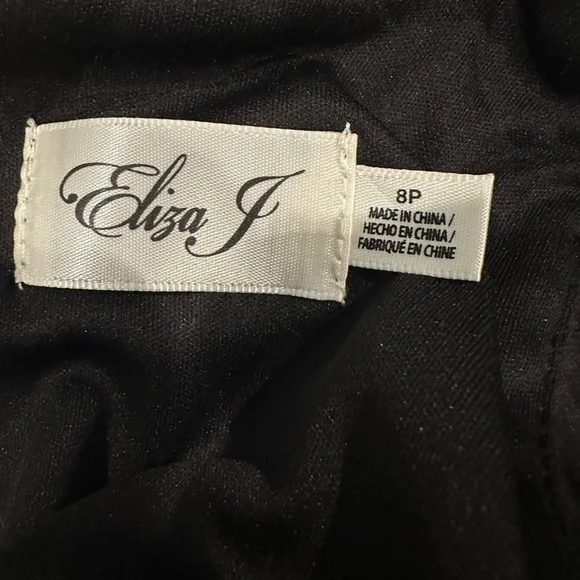 Eliza J
8P
MADE IN CHINA /
HECHO EN CHINA /
FABRIQUÉ EN CHINE